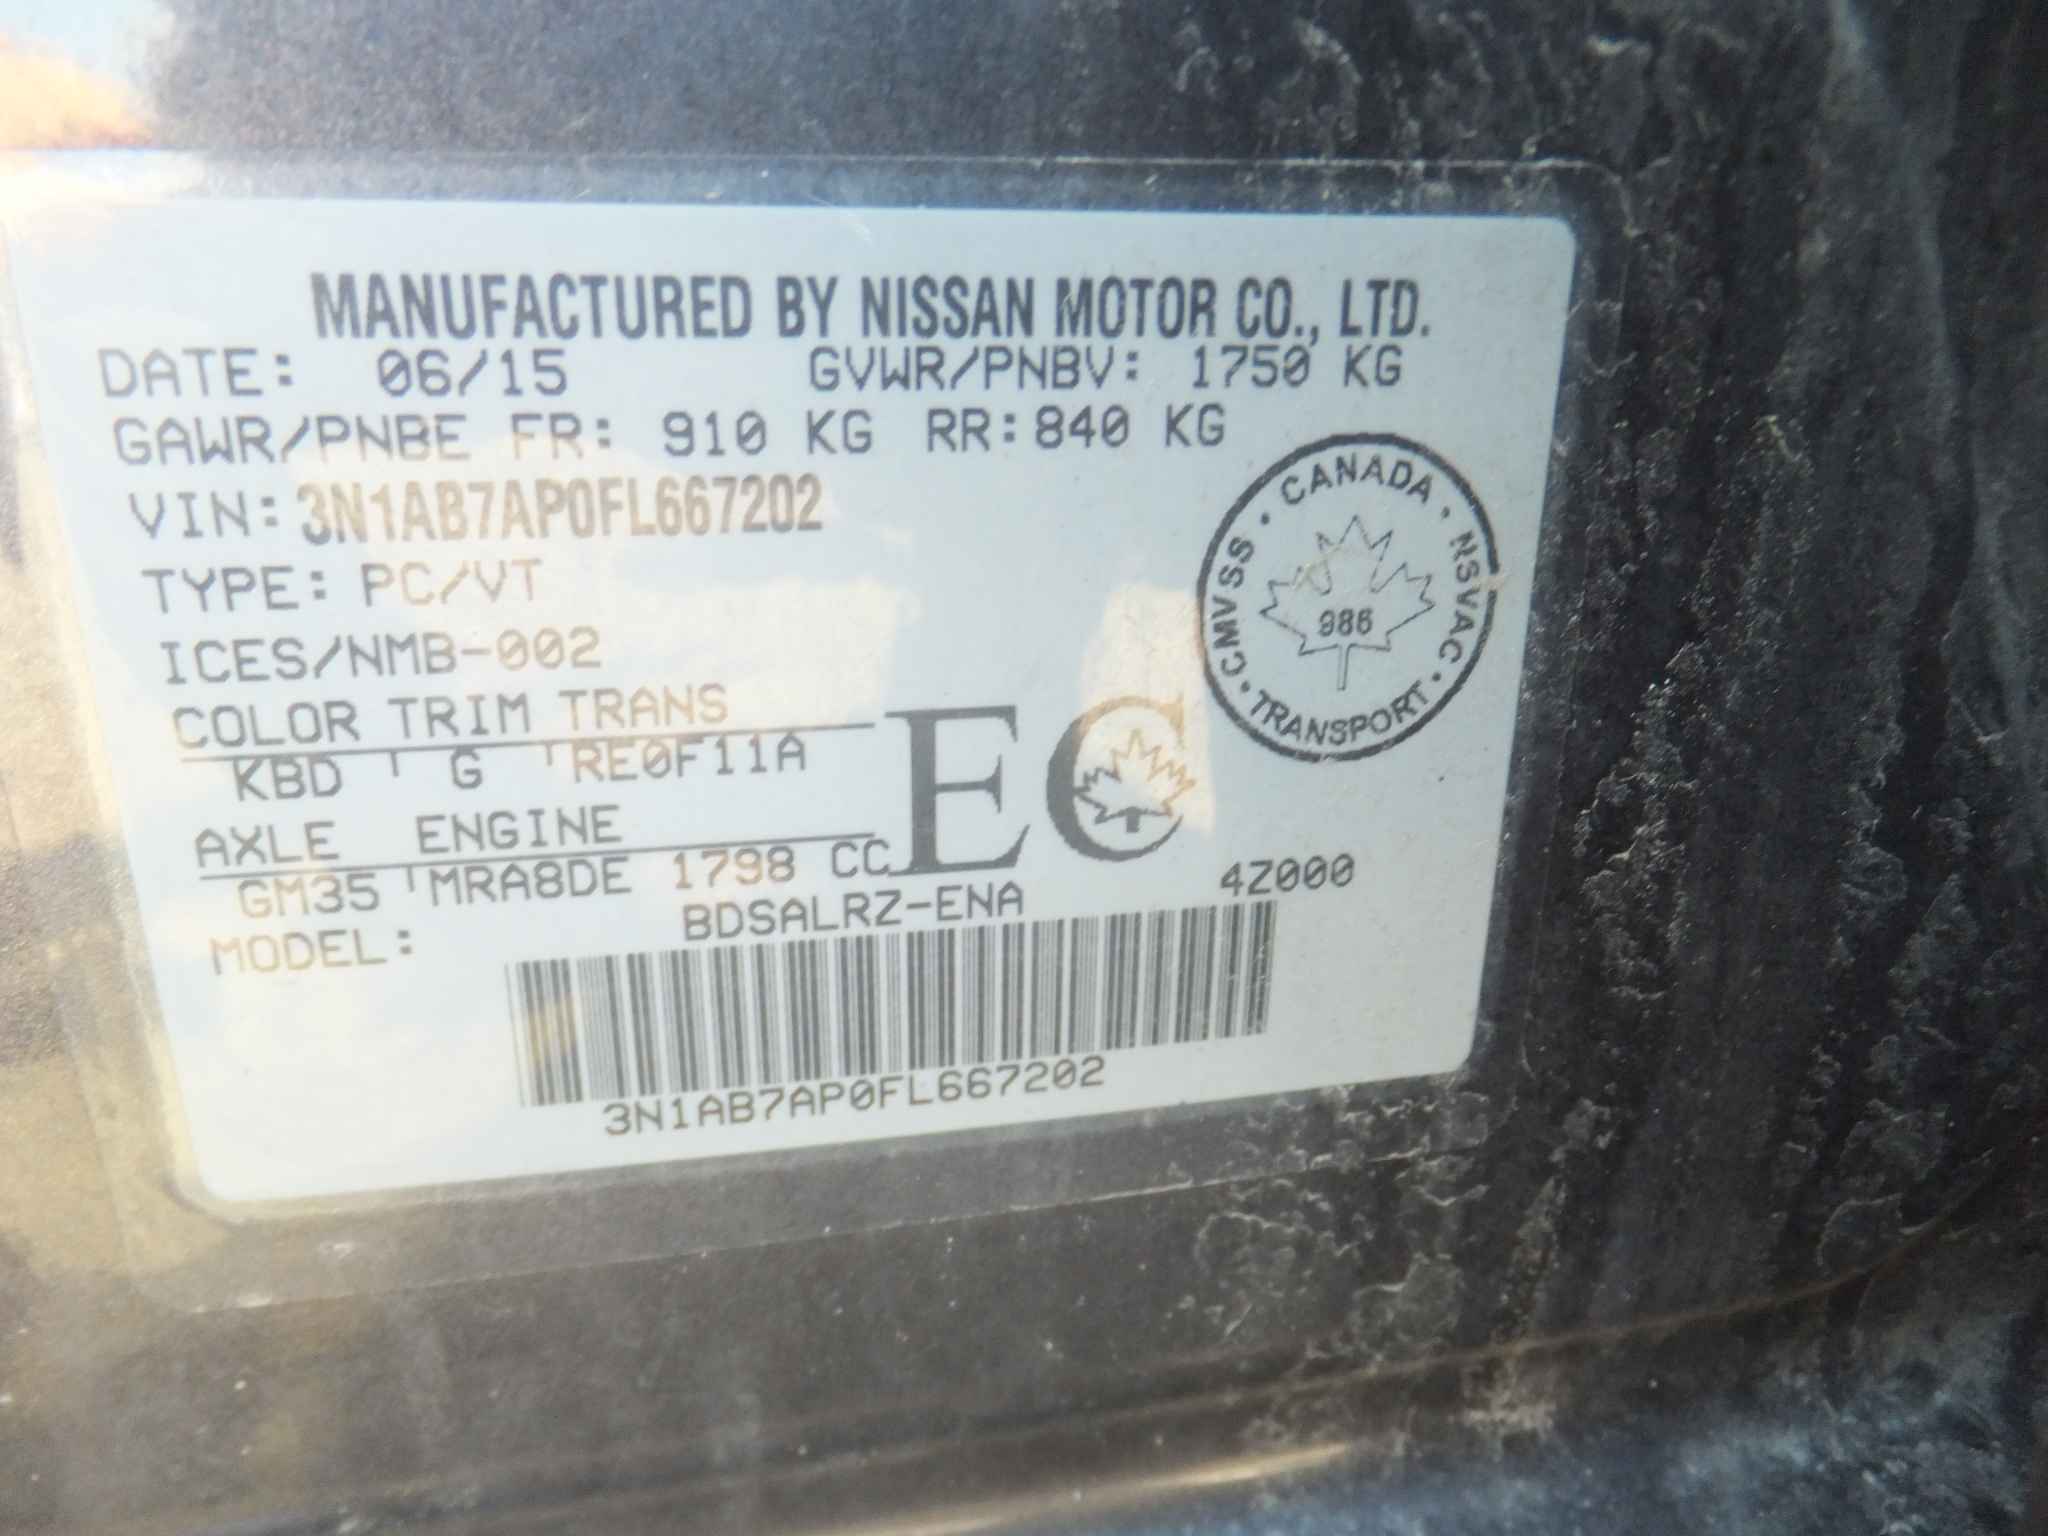 MANUFACTURED BY NISSAN MOTOR CO., LTD.
DATE: 06/15 GVWR/PNBV: 1750 KG
GAWR/PNBE FR: 910 KG RR:840 KG
VIN: 3N1AB7AP0FL667202
TYPE: PC/VT
ICES/NMB-002
CANADA · NSVAC · TRANSPORT · CMVSS ·
986
COLOR TRIM TRANS
KBD G RE0F11A
EC
AXLE ENGINE
GM35 MRA8DE 1798 CC
MODEL: BDSALRZ-ENA 4Z000
3N1AB7AP0FL667202